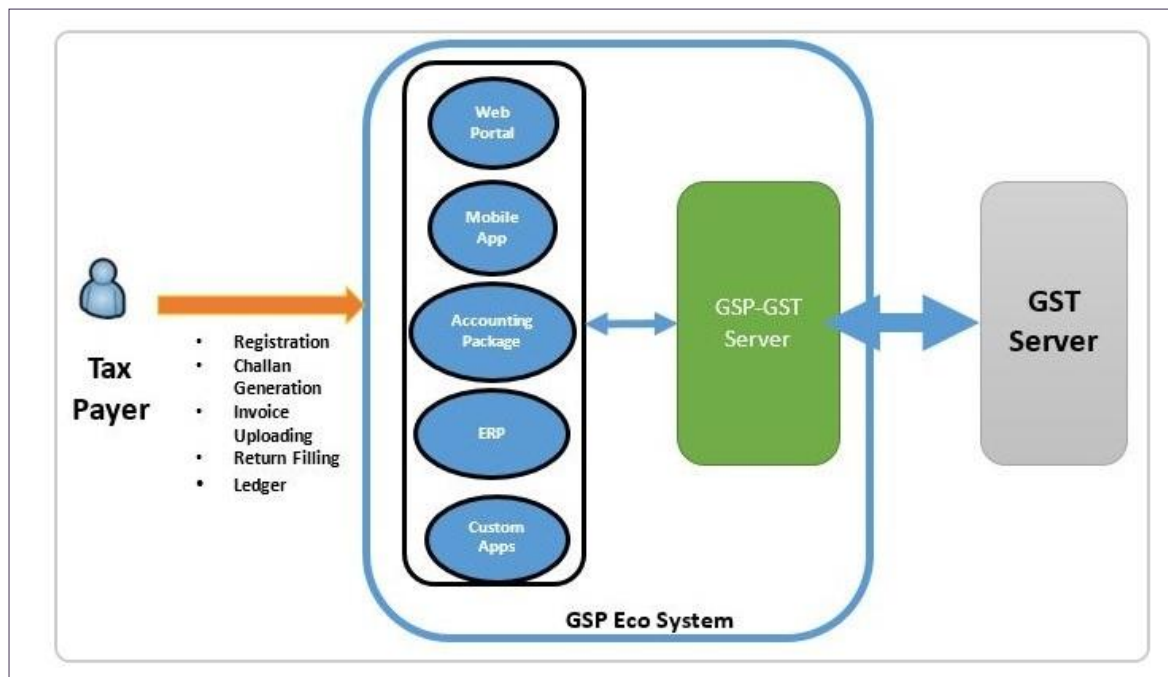 Tax
Payer
• Registration
• Challan
Generation
• Invoice
Uploading
• Return Filling
• Ledger
Web
Portal
Mobile
App
Accounting
Package
ERP
Custom
Apps
GSP-GST
Server
GSP Eco System
GST
Server